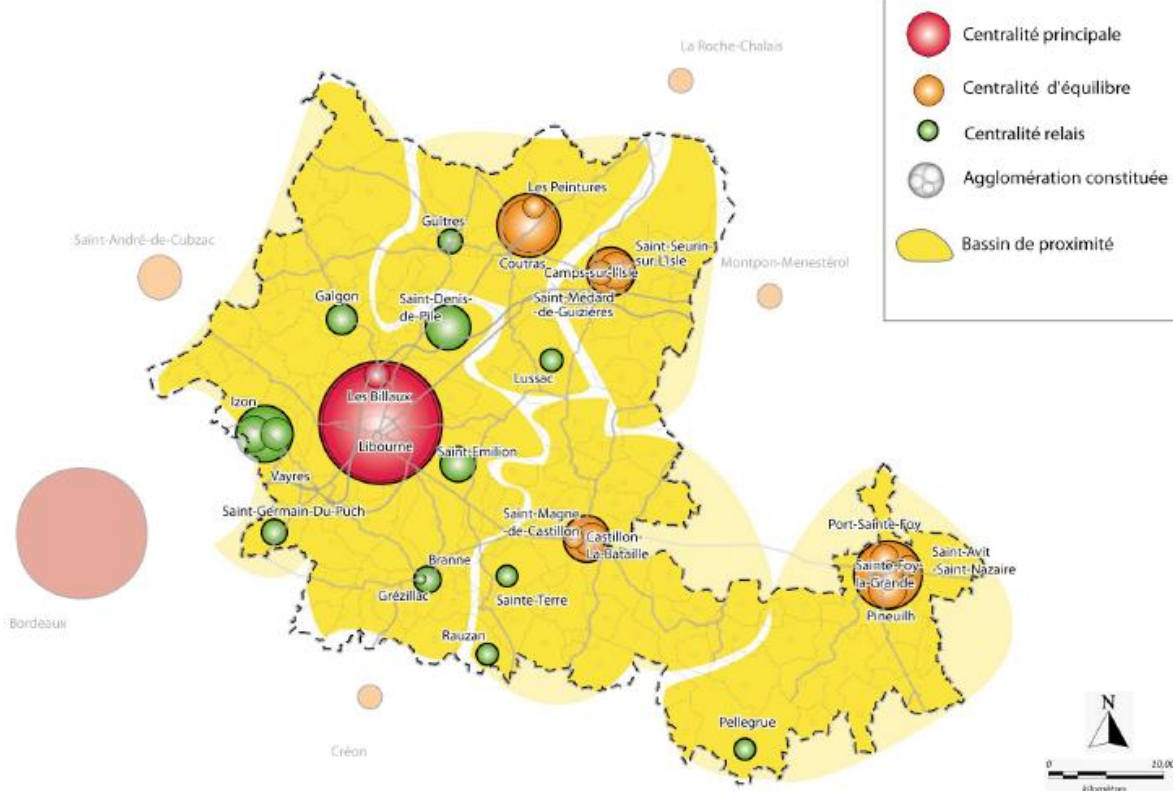 Centralité principale
Centralité d'équilibre
Centralité relais
Agglomération constituée
Bassin de proximité
La Roche-Chalais
Les Peintures
Guîtres
Saint-Seurin-
sur-L'Isle
Saint-André-de-Cubzac
Coutras
Camps-sur-l'Isle
Montpon-Menestérol
Galgon
Saint-Denis-
de-Pile
Saint-Médard
-de-Guizières
Lussac
Les Billaux
Izon
Libourne
Saint-Emilion
Vayres
Saint-Germain-Du-Puch
Saint-Magne
-de-Castillon
Castillon-
La-Bataille
Port-Sainte-Foy
Saint-Avit
-Saint-Nazaire
Sainte-Foy-
la-Grande
Pineuilh
Branne
Grézillac
Sainte-Terre
Bordeaux
Rauzan
Pellegrue
Créon
N
0
10,00
kilomètres